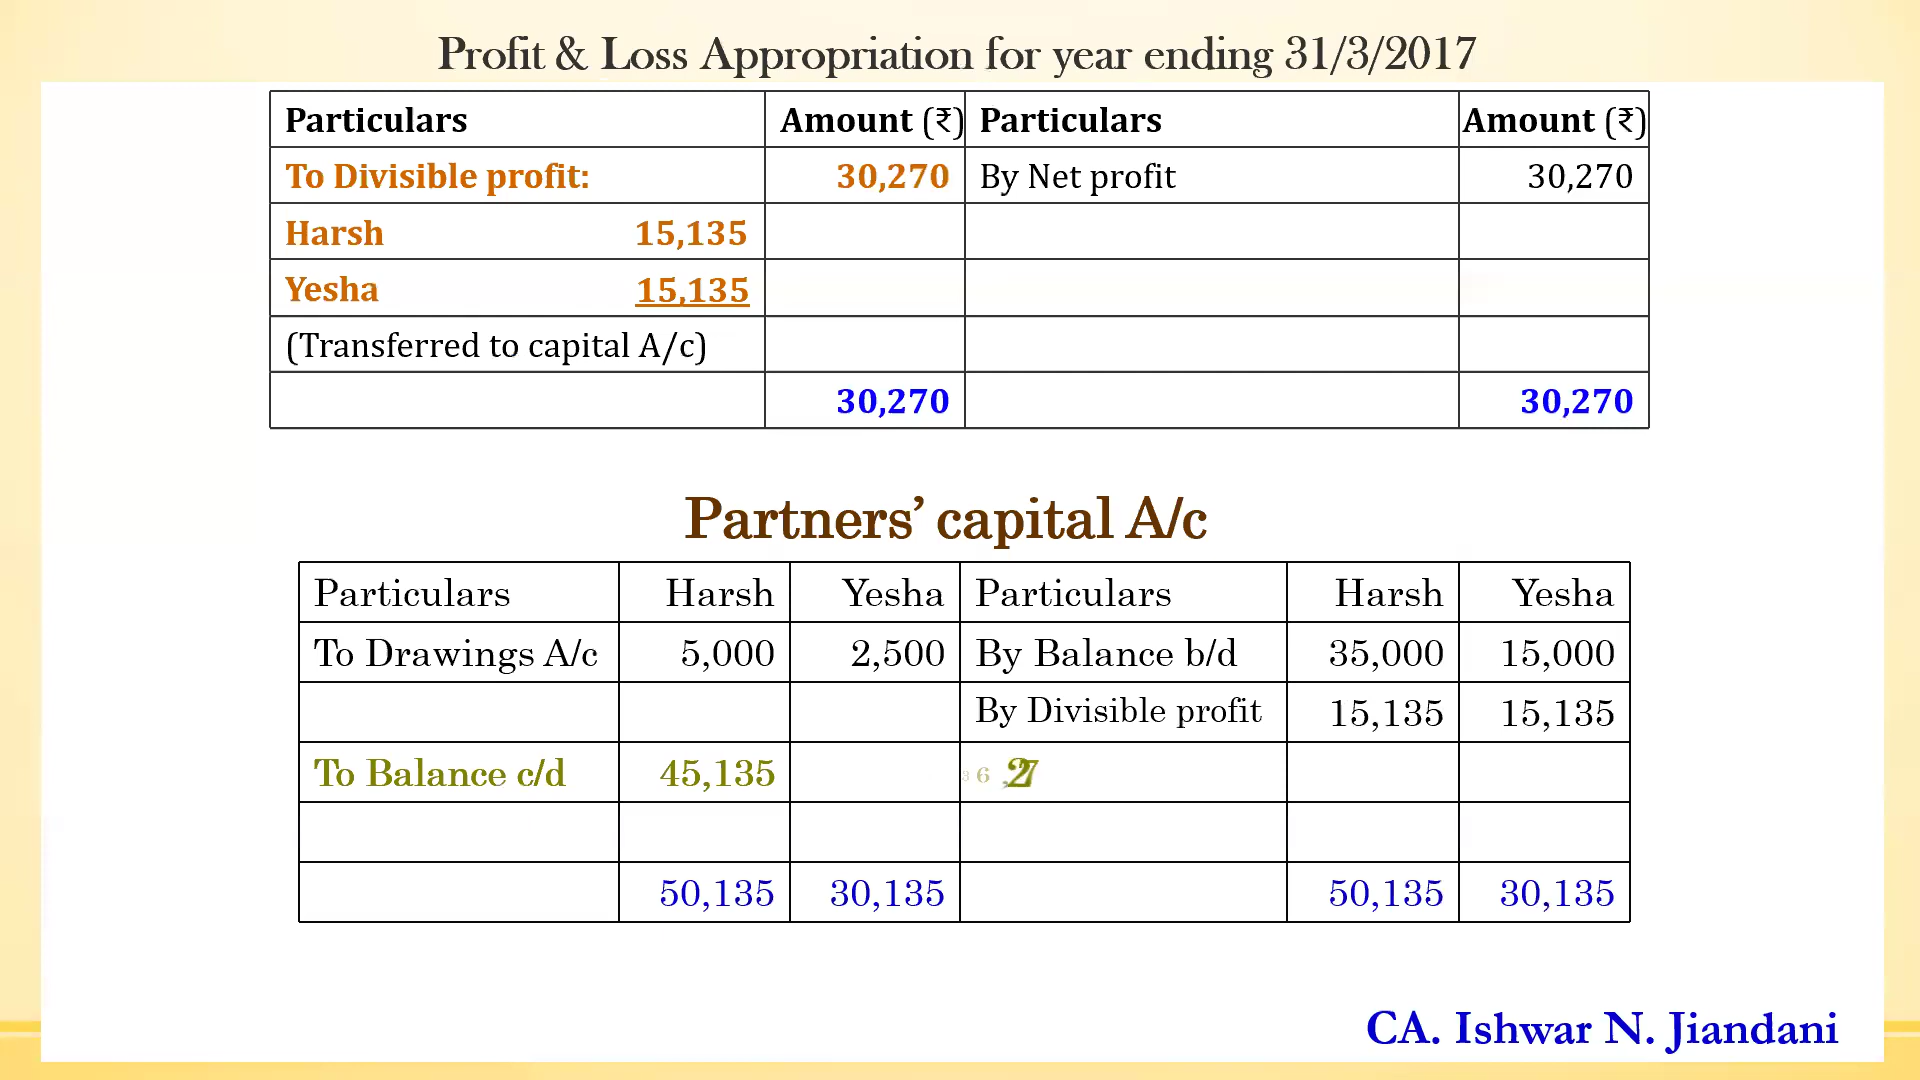 Profit & Loss Appropriation for year ending 31/3/2017
Particulars Amount (₹) Particulars Amount (₹)
To Divisible profit: 30,270 By Net profit 30,270
Harsh 15,135
Yesha 15,135
(Transferred to capital A/c)
30,270 30,270
Partners’ capital A/c
Particulars Harsh Yesha Particulars Harsh Yesha
To Drawings A/c 5,000 2,500 By Balance b/d 35,000 15,000
By Divisible profit 15,135 15,135
To Balance c/d 45,135
50,135 30,135 50,135 30,135
CA. Ishwar N. Jiandani